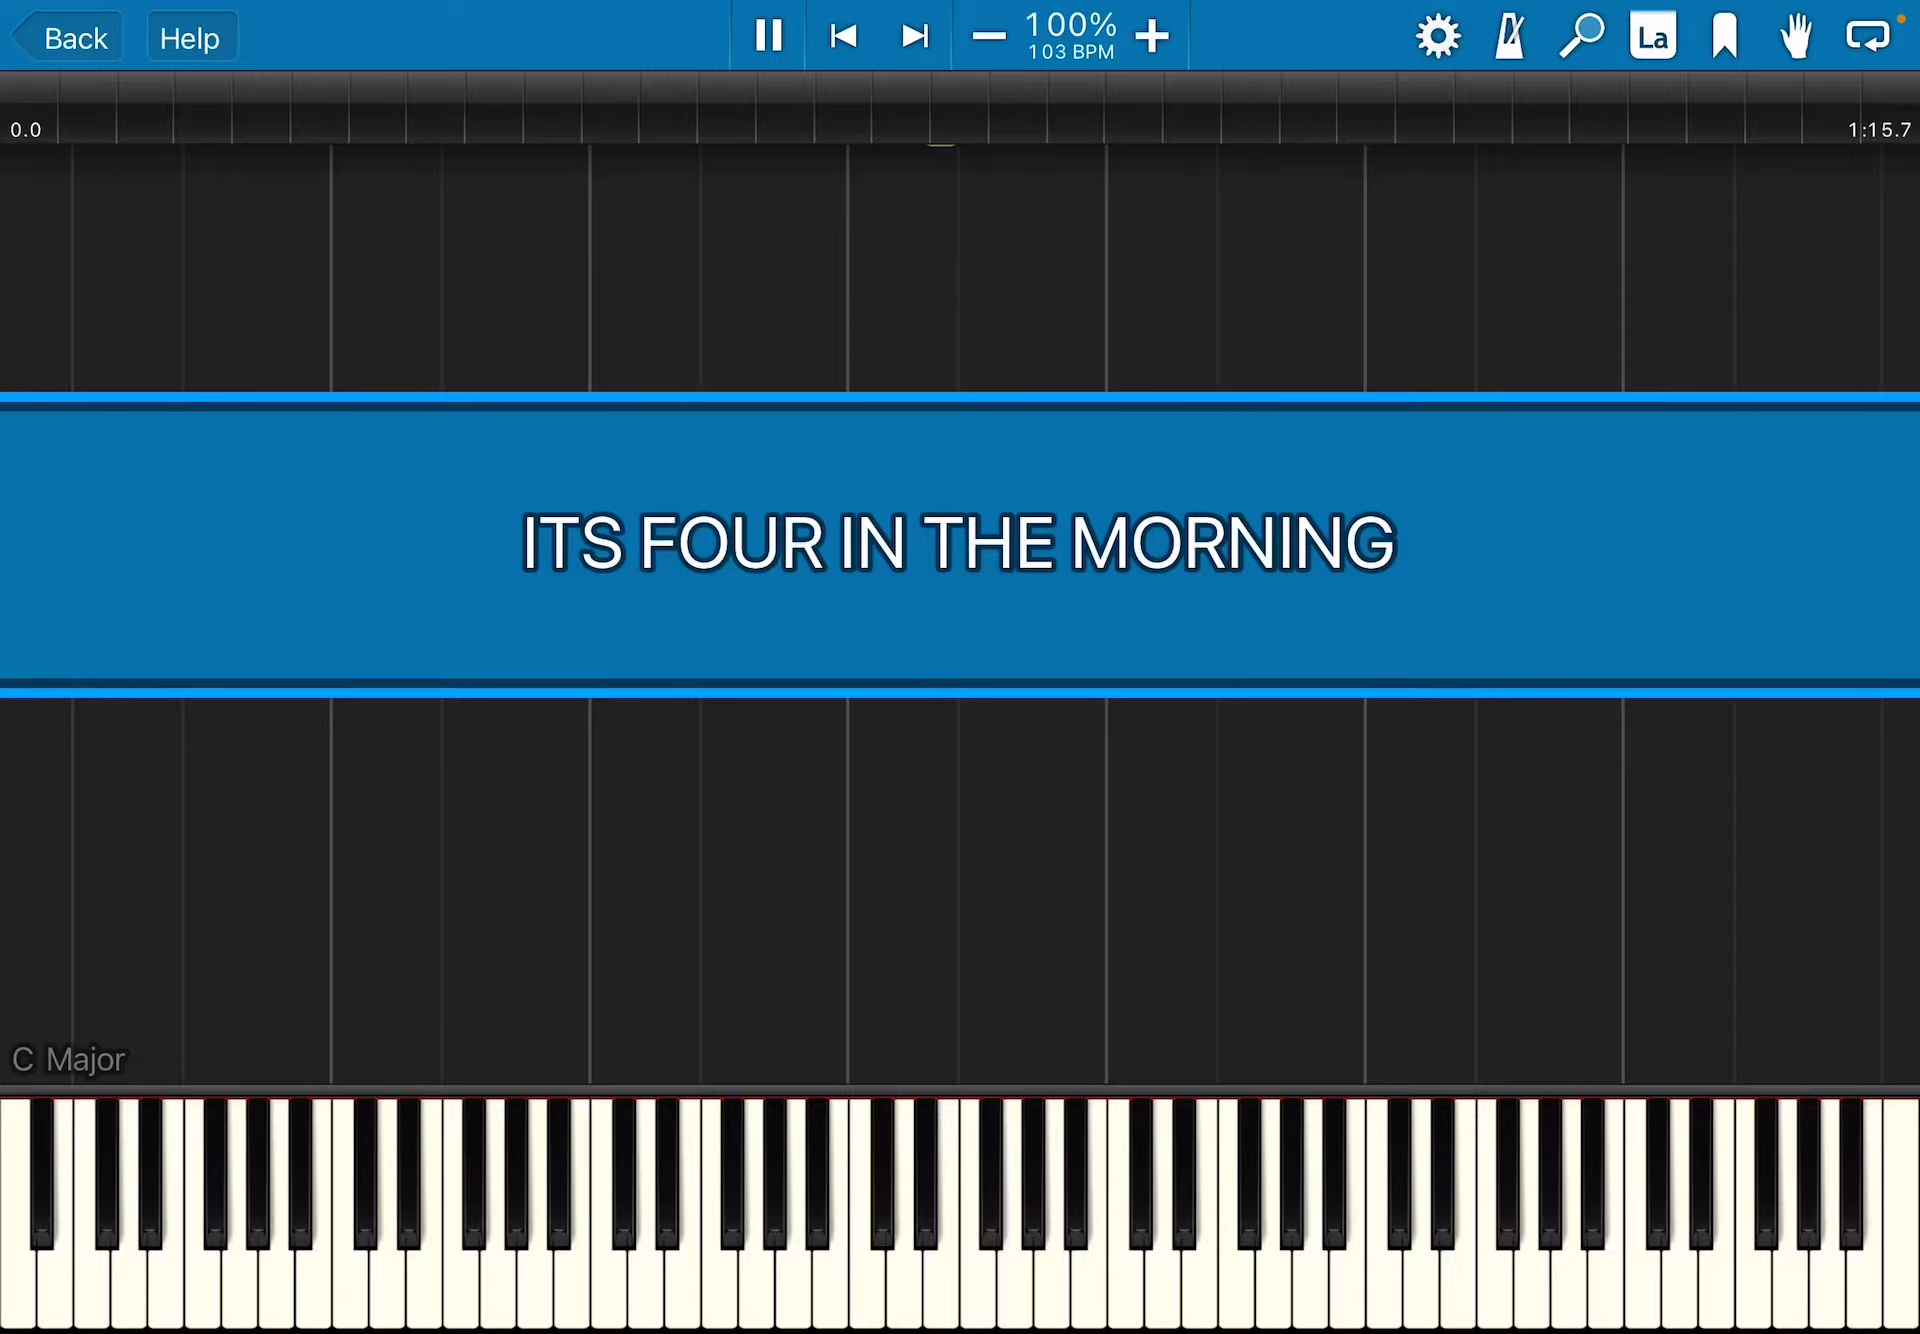 Back Help 100% La
103 BPM
0.0 1:15.7
ITS FOUR IN THE MORNING
C Major